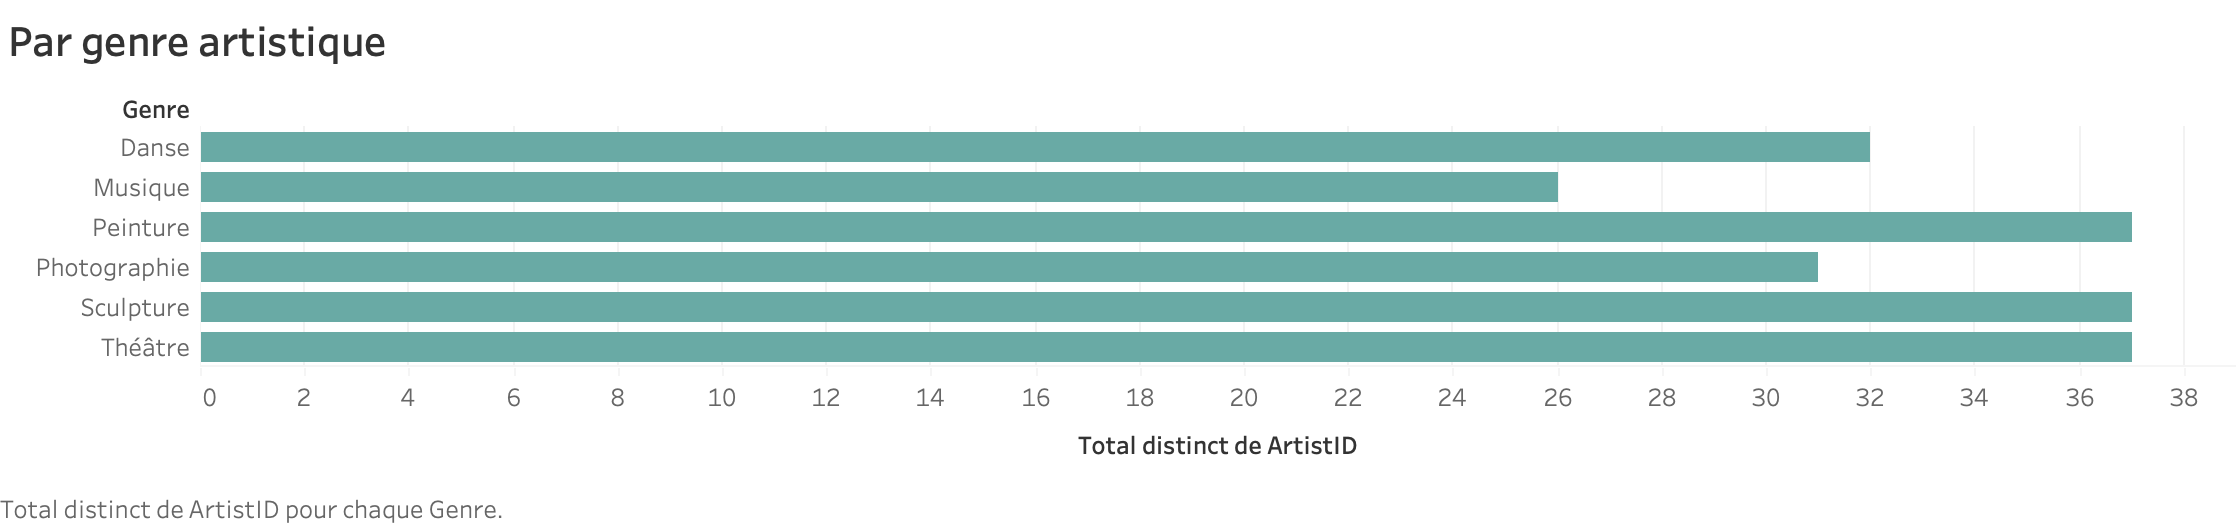 Par genre artistique
Genre
Danse
Musique
Peinture
Photographie
Sculpture
Théâtre
0 2 4 6 8 10 12 14 16 18 20 22 24 26 28 30 32 34 36 38
Total distinct de ArtistID
Total distinct de ArtistID pour chaque Genre.